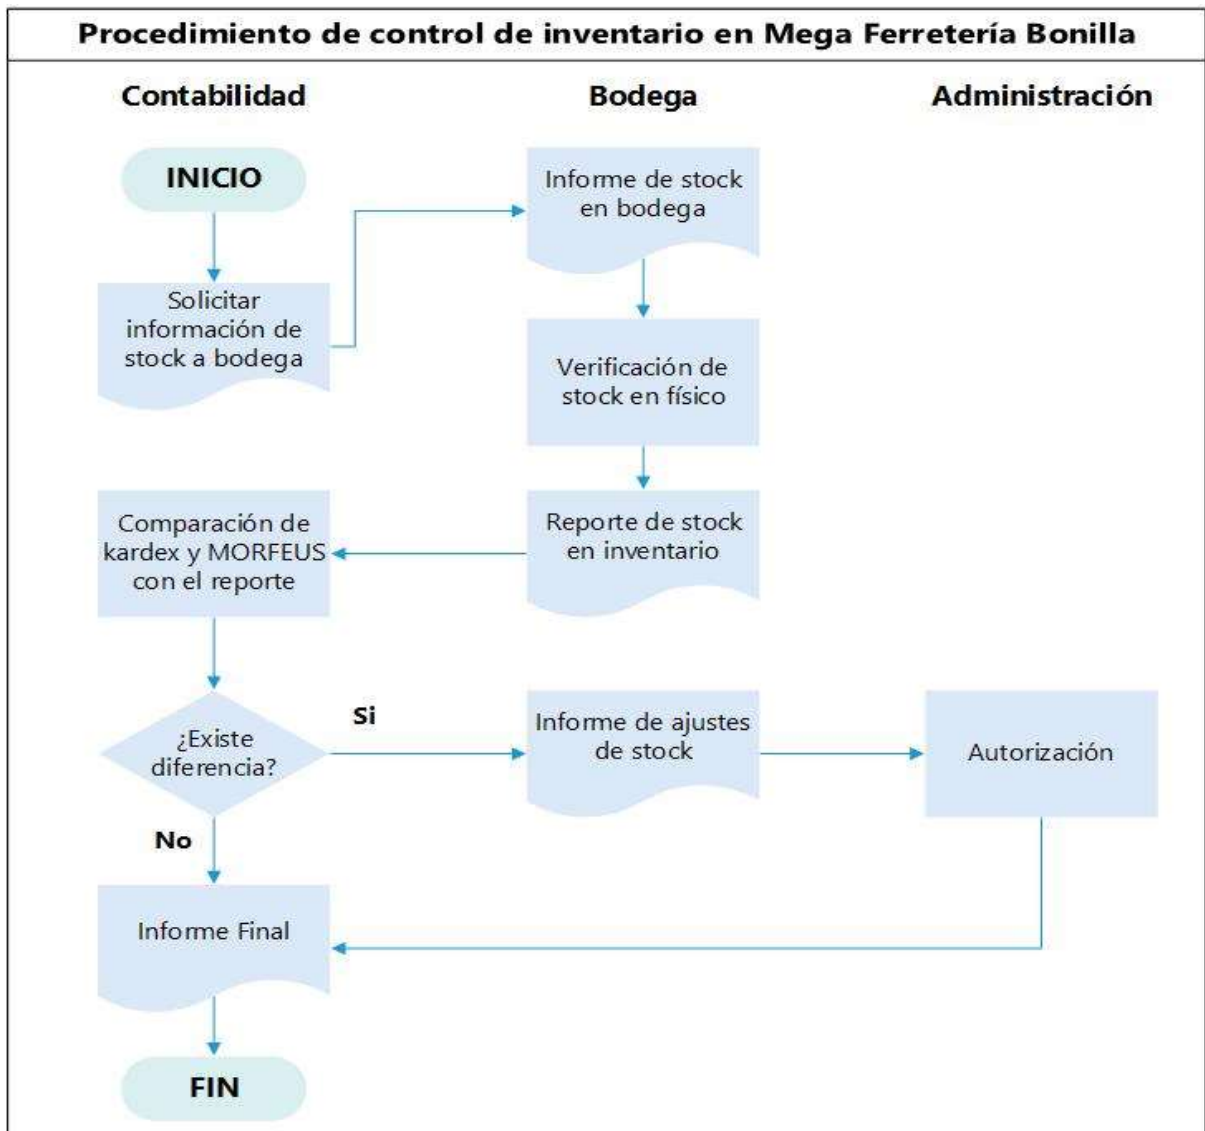 Procedimiento de control de inventario en Mega Ferretería Bonilla
Contabilidad
Bodega
Administración
INICIO
Informe de stock
en bodega
Solicitar
información de
stock a bodega
Verificación de
stock en físico
Comparación de
kardex y MORFEUS
con el reporte
Reporte de stock
en inventario
¿Existe
diferencia?
Si
Informe de ajustes
de stock
Autorización
No
Informe Final
FIN